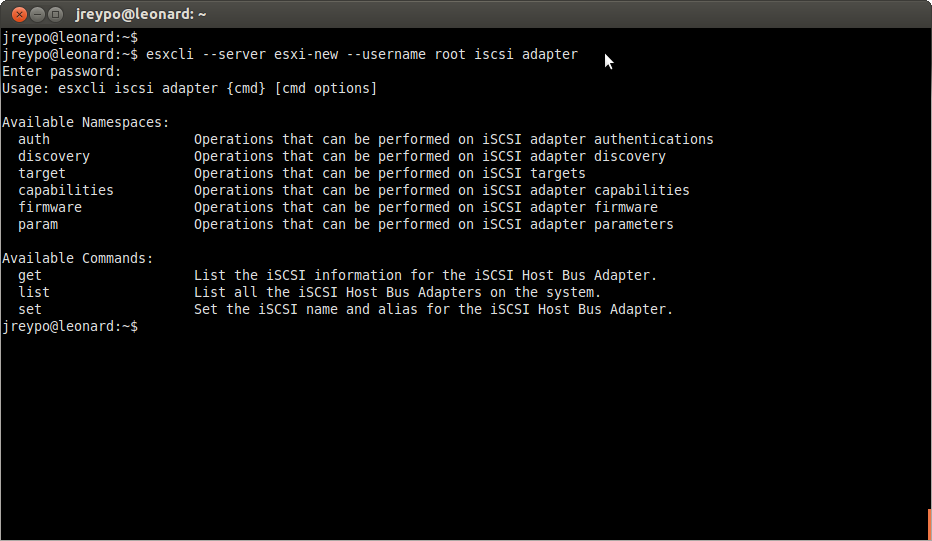 jreypo@leonard: ~
jreypo@leonard:~$
jreypo@leonard:~$ esxcli --server esxi-new --username root iscsi adapter
Enter password:
Usage: esxcli iscsi adapter {cmd} [cmd options]
Available Namespaces:
auth Operations that can be performed on iSCSI adapter authentications
discovery Operations that can be performed on iSCSI adapter discovery
target Operations that can be performed on iSCSI targets
capabilities Operations that can be performed on iSCSI adapter capabilities
firmware Operations that can be performed on iSCSI adapter firmware
param Operations that can be performed on iSCSI adapter parameters
Available Commands:
get List the iSCSI information for the iSCSI Host Bus Adapter.
list List all the iSCSI Host Bus Adapters on the system.
set Set the iSCSI name and alias for the iSCSI Host Bus Adapter.
jreypo@leonard:~$